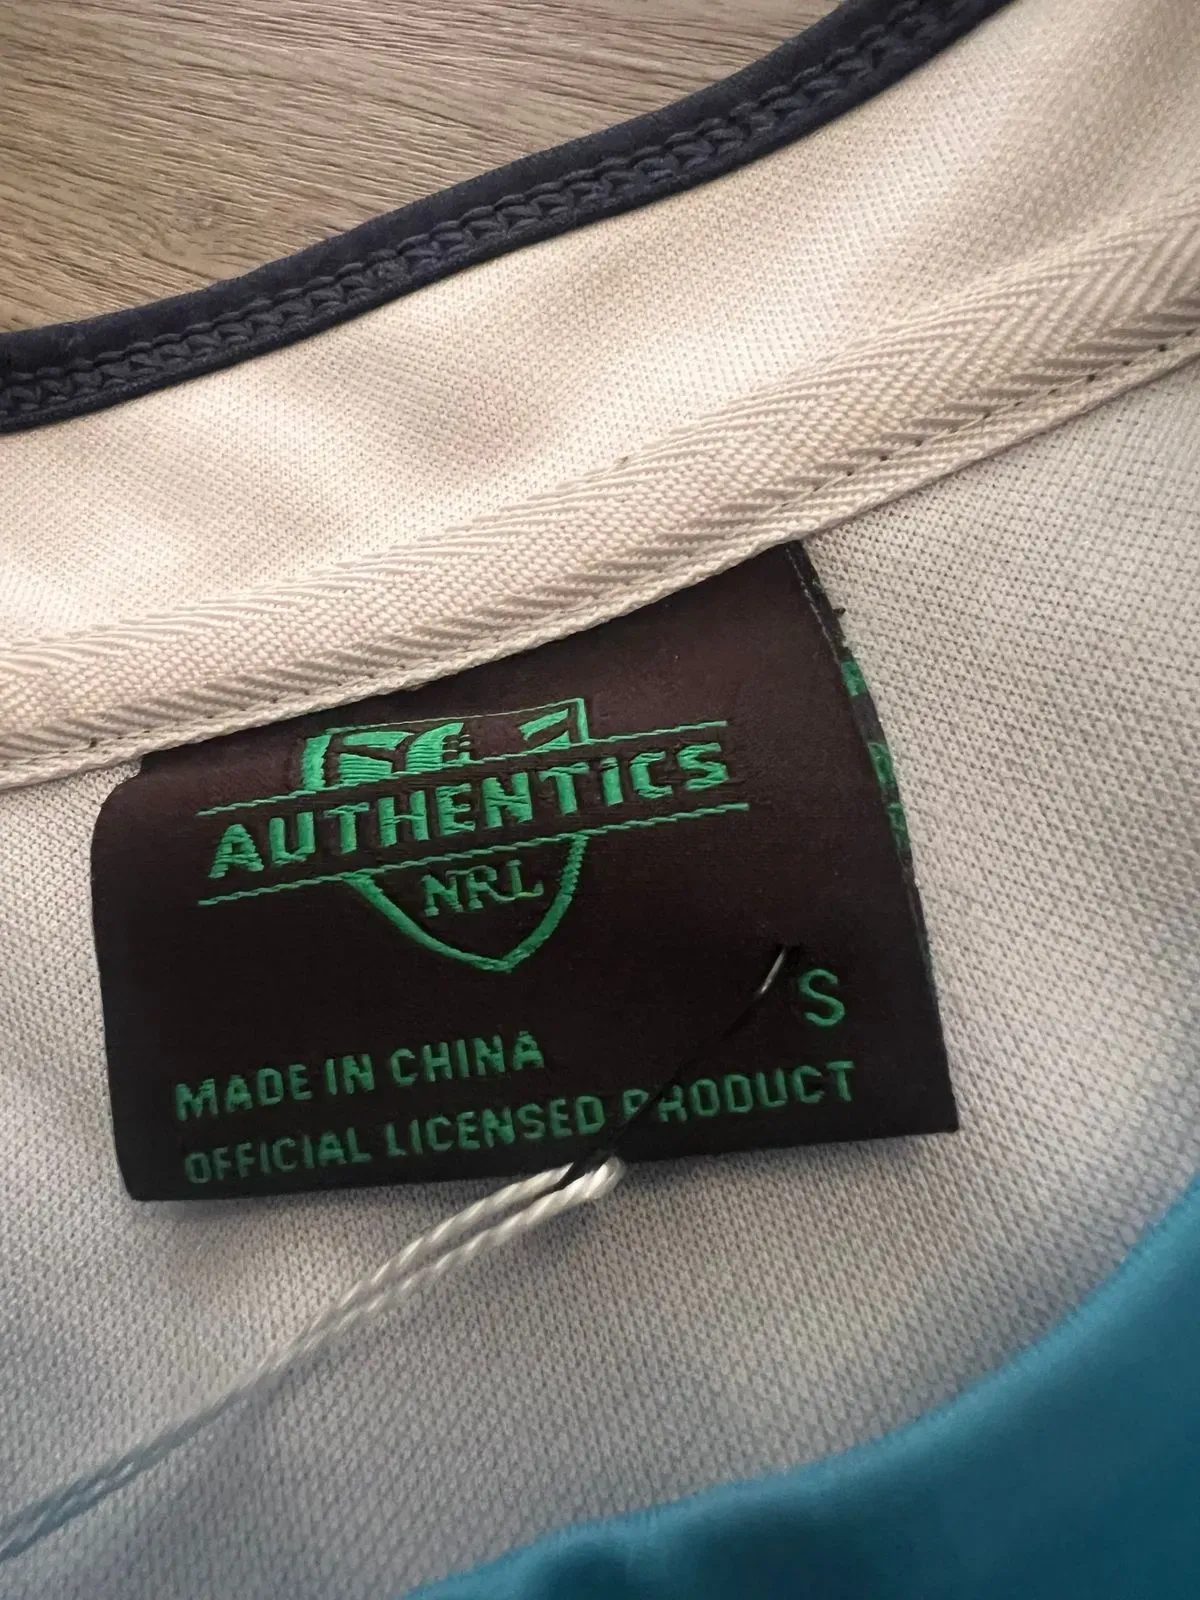 AUTHENTiCS
NRL
S
MADE IN CHINA
OFFICIAL LICENSED PRODUCT